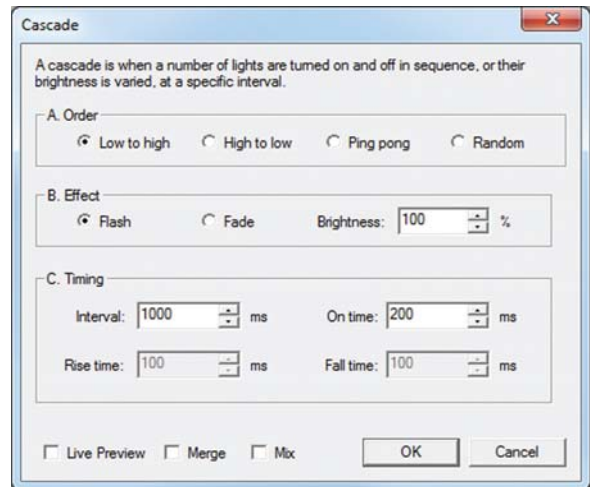 Cascade
A cascade is when a number of lights are turned on and off in sequence, or their
brightness is varied, at a specific interval.
A. Order
Low to high High to low Ping pong Random
B. Effect
Flash Fade Brightness: 100 %
C. Timing
Interval: 1000 ms On time: 200 ms
Rise time: 100 ms Fall time: 100 ms
Live Preview Merge Mix OK Cancel